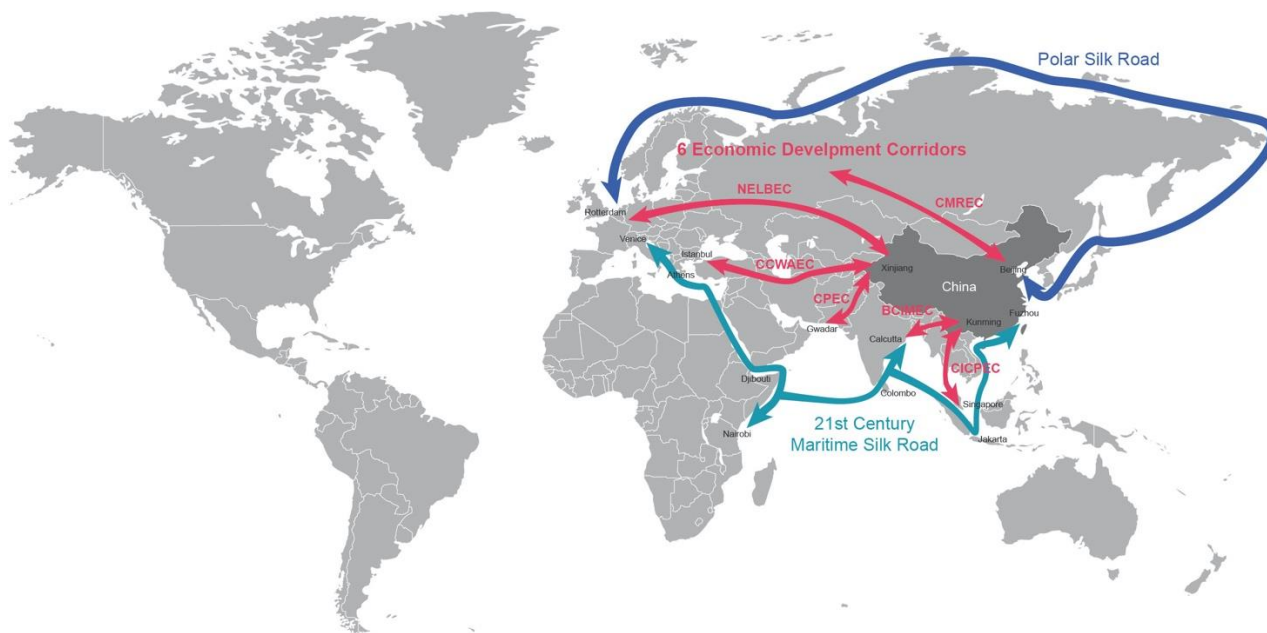 Polar Silk Road
6 Economic Develpment Corridors
NELBEC
CMREC
Rotterdam
Venice
Istanbul
Athens
CCWAEC
Xinjiang
Beijing
China
CPEC
Gwadar
BCIMEC
Kunming
Fuzhou
Calcutta
CICPEC
Djibouti
Colombo
Singapore
Nairobi
21st Century
Maritime Silk Road
Jakarta